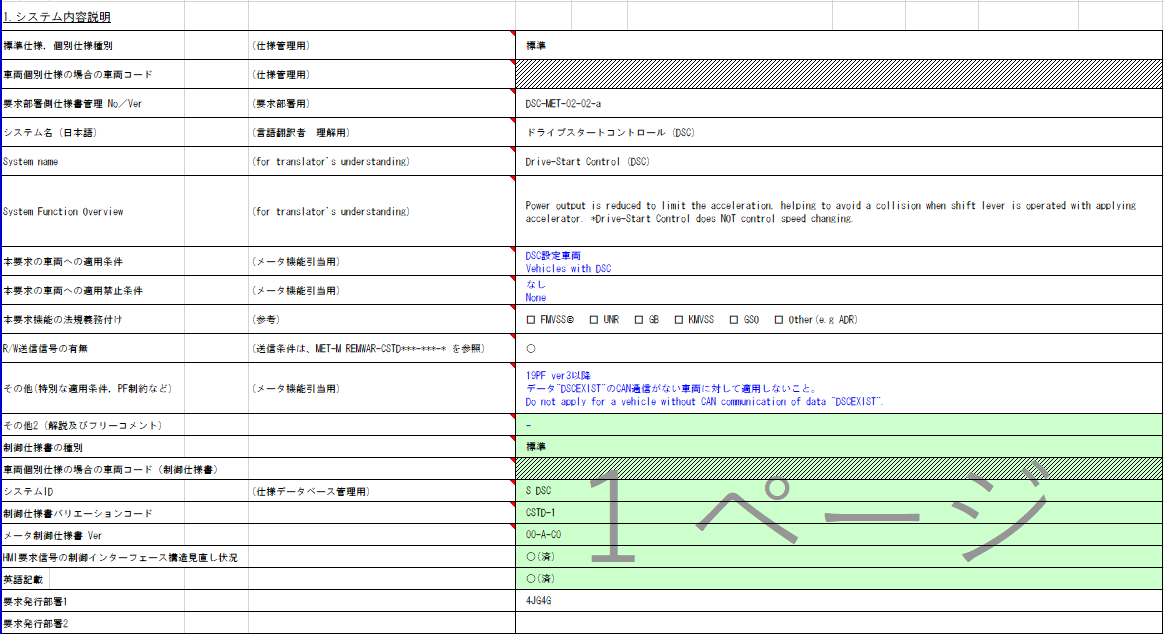 1. システム内容説明
標準仕様, 個別仕様種別 (仕様管理用) 標準
車両個別仕様の場合の車両コード (仕様管理用)
要求部署側仕様書管理 No／Ver (要求部署用) DSC-MET-02-02-a
システム名 (日本語) (言語翻訳者　理解用) ドライブスタートコントロール (DSC)
System name (for translator's understanding) Drive-Start Control (DSC)
System Function Overview (for translator's understanding) Power output is reduced to limit the acceleration, helping to avoid a collision when shift lever is operated with applying
accelerator. *Drive-Start Control does NOT control speed changing.
本要求の車両への適用条件 (メータ機能引当用) DSC設定車両
Vehicles with DSC
本要求の車両への適用禁止条件 (メータ機能引当用) なし
None
本要求機能の法規義務付け (参考) □ FMVSS® □ UNR □ GB □ KMVSS □ GSO □ Other(e.g ADR)
R/W送信信号の有無 (送信条件は、MET-M_REMWAR-CSTD***-***-* を参照) ○
その他(特別な適用条件, PF制約など) (メータ機能引当用) 19PF ver3以降
データ"DSCEXIST"のCAN通信がない車両に対して適用しないこと。
Do not apply for a vehicle without CAN communication of data "DSCEXIST".
その他2 (解説及びフリーコメント) -
制御仕様書の種別 標準
車両個別仕様の場合の車両コード (制御仕様書)
システムID (仕様データベース管理用) S_DSC
制御仕様書バリエーションコード CSTD-1
メータ制御仕様書 Ver 00-A-C0
HMI要求信号の制御インターフェース構造見直し状況 ○(済)
英語記載 ○(済)
要求発行部署1 4JG4G
要求発行部署2
1 ページ